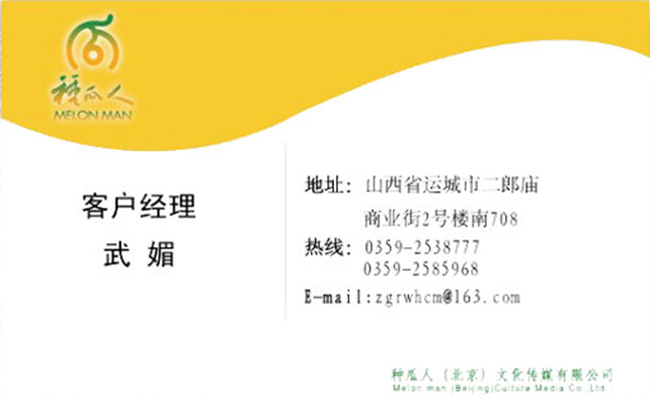 种瓜人
MELON MAN
客户经理
武 媚
地址: 山西省运城市二郎庙
商业街2号楼南708
热线: 0359-2538777
0359-2585968
E-mail:zgrwhcm@163.com
种瓜人（北京）文化传媒有限公司
Melon man (Beijing)Culture Media Co.,Ltd